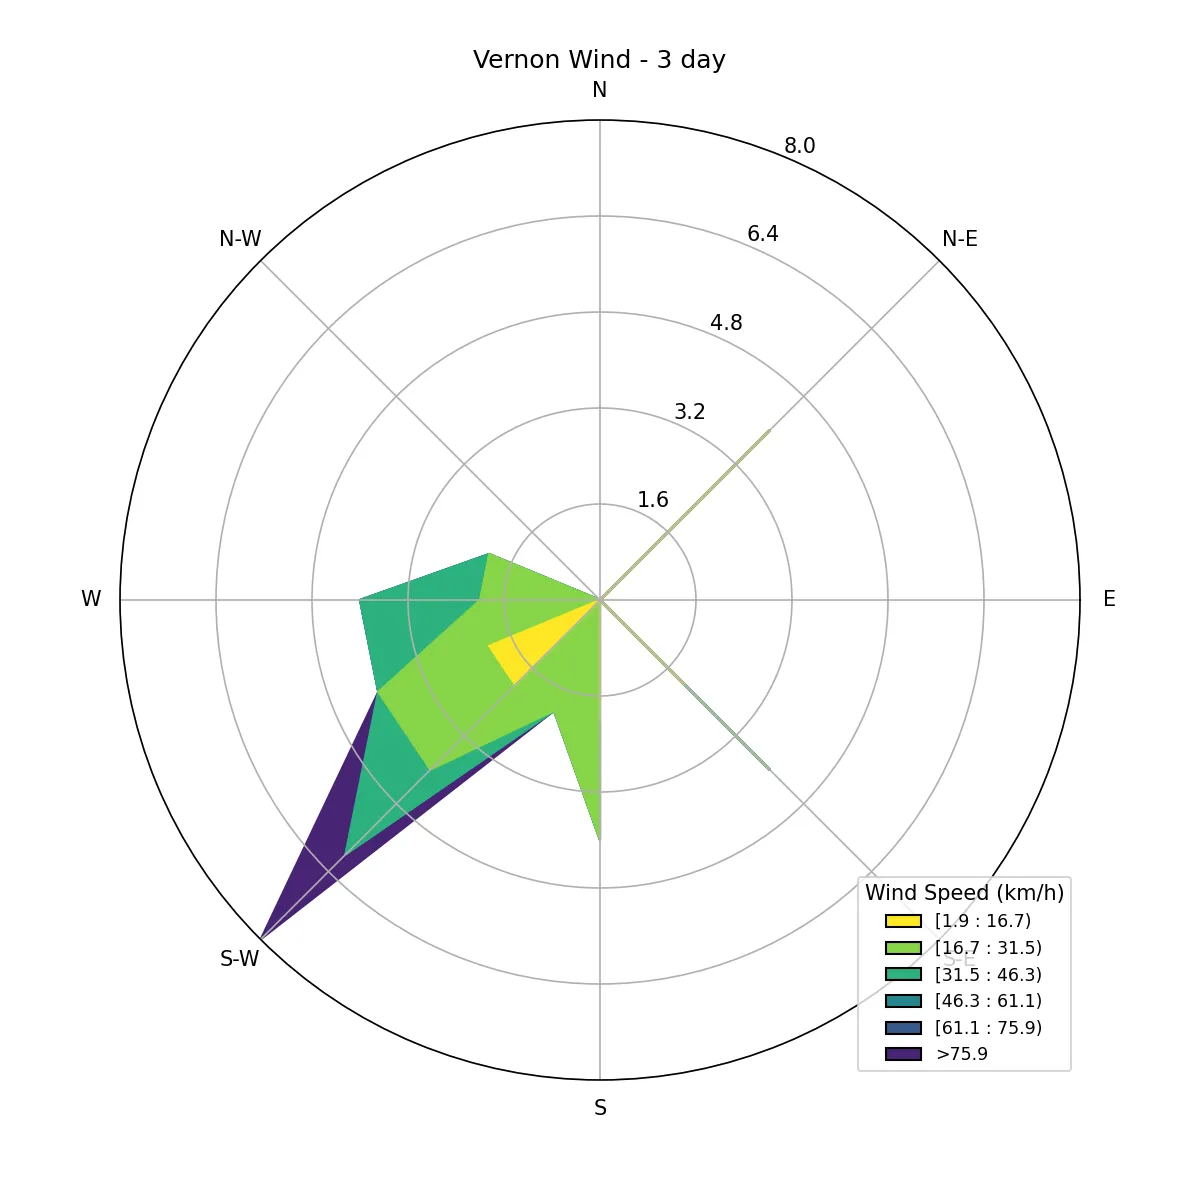 Vernon Wind - 3 day
N
8.0
N-W
N-E
6.4
4.8
3.2
1.6
W
E
S-W
S-E
S
Wind Speed (km/h)
[1.9 : 16.7)
[16.7 : 31.5)
[31.5 : 46.3)
[46.3 : 61.1)
[61.1 : 75.9)
>75.9